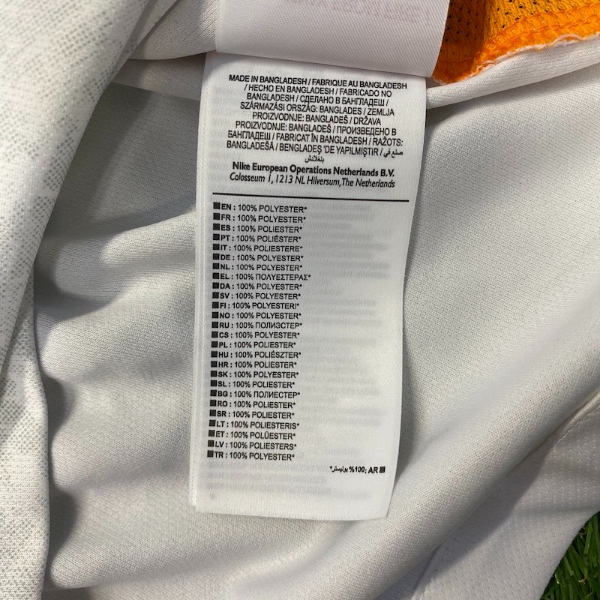 MADE IN BANGLADESH / FABRIQUE AU BANGLADESH
/ HECHO EN BANGLADESH / FABRICADO NO
BANGLADESH / СДЕЛАНО В БАНГЛАДЕШ /
SZÁRMAZÁSI ORSZÁG: BANGLADES / ZEMLJA
PROIZVODNJE: BANGLADEŠ / DRŽAVA
PROIZVODNJE: BANGLADEŠ / ПРОИЗВЕДЕНО В
БАНГЛАДЕШ / FABRICAT ÎN BANGLADESH / RAŽOTS:
BANGLADEŠĀ / BENGLADEŞ 'DE YAPILMIŞTIR / صنع في
بنغلادش
Nike European Operations Netherlands B.V.
Colosseum 1, 1213 NL Hilversum, The Netherlands
EN : 100% POLYESTER*
FR : 100% POLYESTER*
ES : 100% POLIÉSTER*
PT : 100% POLIÉSTER*
IT : 100% POLIESTERE*
DE : 100% POLYESTER*
NL : 100% POLYESTER*
EL : 100% ΠΟΛΥΕΣΤΕΡΑΣ*
DA : 100% POLYESTER*
SV : 100% POLYESTER*
FI : 100% POLYESTERI*
NO : 100% POLYESTER*
RU : 100% ПОЛИЭСТЕР*
CS : 100% POLYESTER*
PL : 100% POLIESTER*
HU : 100% POLIÉSZTER*
HR : 100% POLIESTER*
SK : 100% POLYESTER*
SL : 100% POLIESTER*
BG : 100% ПОЛИЕСТЕР*
RO : 100% POLIESTER*
SR : 100% POLIESTER*
LT : 100% POLIESTERIS*
ET : 100% POLÜESTER*
LV : 100% POLIESTERS*
TR : 100% POLYESTER*
AR :100% بوليستر*